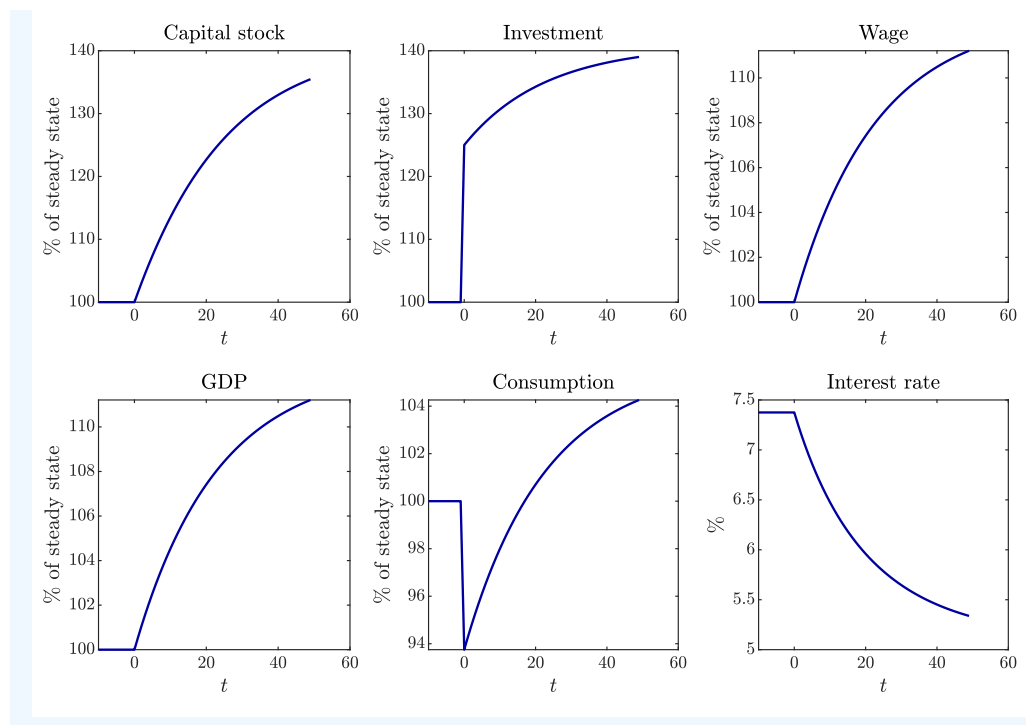 Capital stock
% of steady state
140
130
120
110
100
0 20 40 60
t
Investment
% of steady state
140
130
120
110
100
0 20 40 60
t
Wage
% of steady state
110
108
106
104
102
100
0 20 40 60
t
GDP
% of steady state
110
108
106
104
102
100
0 20 40 60
t
Consumption
% of steady state
104
102
100
98
96
94
0 20 40 60
t
Interest rate
%
7.5
7
6.5
6
5.5
5
0 20 40 60
t